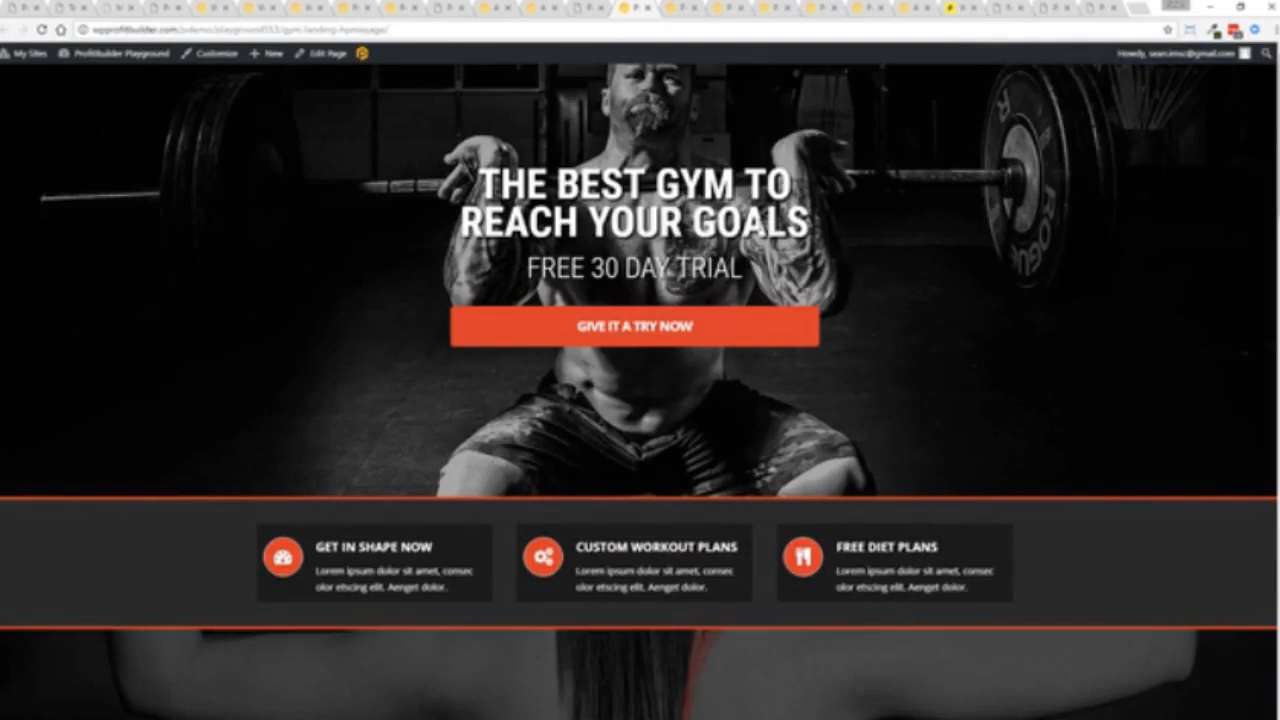 My Sites ProfitBuilder Playground Customize New Edit Page
THE BEST GYM TO
REACH YOUR GOALS
FREE 30 DAY TRIAL
GIVE IT A TRY NOW
GET IN SHAPE NOW
Lorem ipsum dolor sit amet, consec
olor etscing elit. Aenget dolor.
CUSTOM WORKOUT PLANS
Lorem ipsum dolor sit amet, consec
olor etscing elit. Aenget dolor.
FREE DIET PLANS
Lorem ipsum dolor sit amet, consec
olor etscing elit. Aenget dolor.